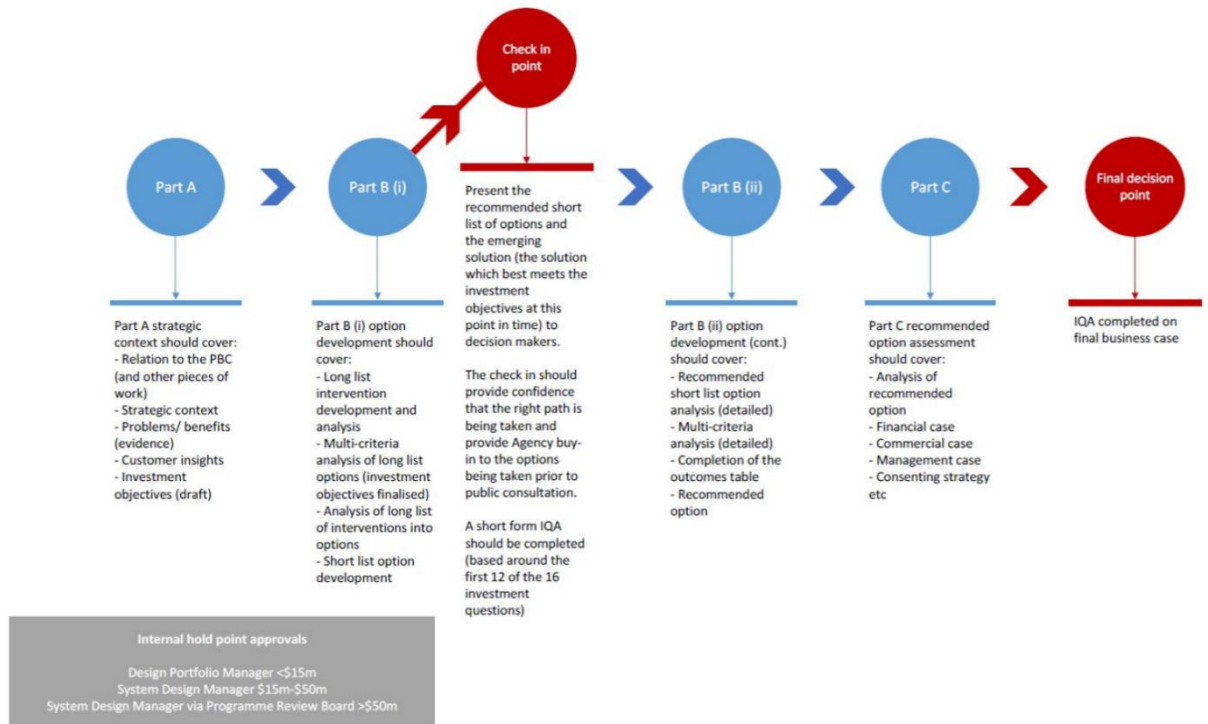 Check in
point
Part A
Part B (i)
Part B (ii)
Part C
Final decision
point
Part A strategic
context should cover:
- Relation to the PBC
(and other pieces of
work)
- Strategic context
- Problems/ benefits
(evidence)
- Customer insights
- Investment
objectives (draft)
Part B (i) option
development should
cover:
- Long list
intervention
development and
analysis
- Multi-criteria
analysis of long list
options (investment
objectives finalised)
- Analysis of long list
of interventions into
options
- Short list option
development
Present the
recommended short
list of options and
the emerging
solution (the solution
which best meets the
investment
objectives at this
point in time) to
decision makers.
The check in should
provide confidence
that the right path is
being taken and
provide Agency buy-
in to the options
being taken prior to
public consultation.
A short form IQA
should be completed
(based around the
first 12 of the 16
investment
questions)
Part B (ii) option
development (cont.)
should cover:
- Recommended
short list option
analysis (detailed)
- Multi-criteria
analysis (detailed)
- Completion of the
outcomes table
- Recommended
option
Part C recommended
option assessment
should cover:
- Analysis of
recommended
option
- Financial case
- Commercial case
- Management case
- Consenting strategy
etc
IQA completed on
final business case
Internal hold point approvals
Design Portfolio Manager <$15m
System Design Manager $15m-$50m
System Design Manager via Programme Review Board >$50m